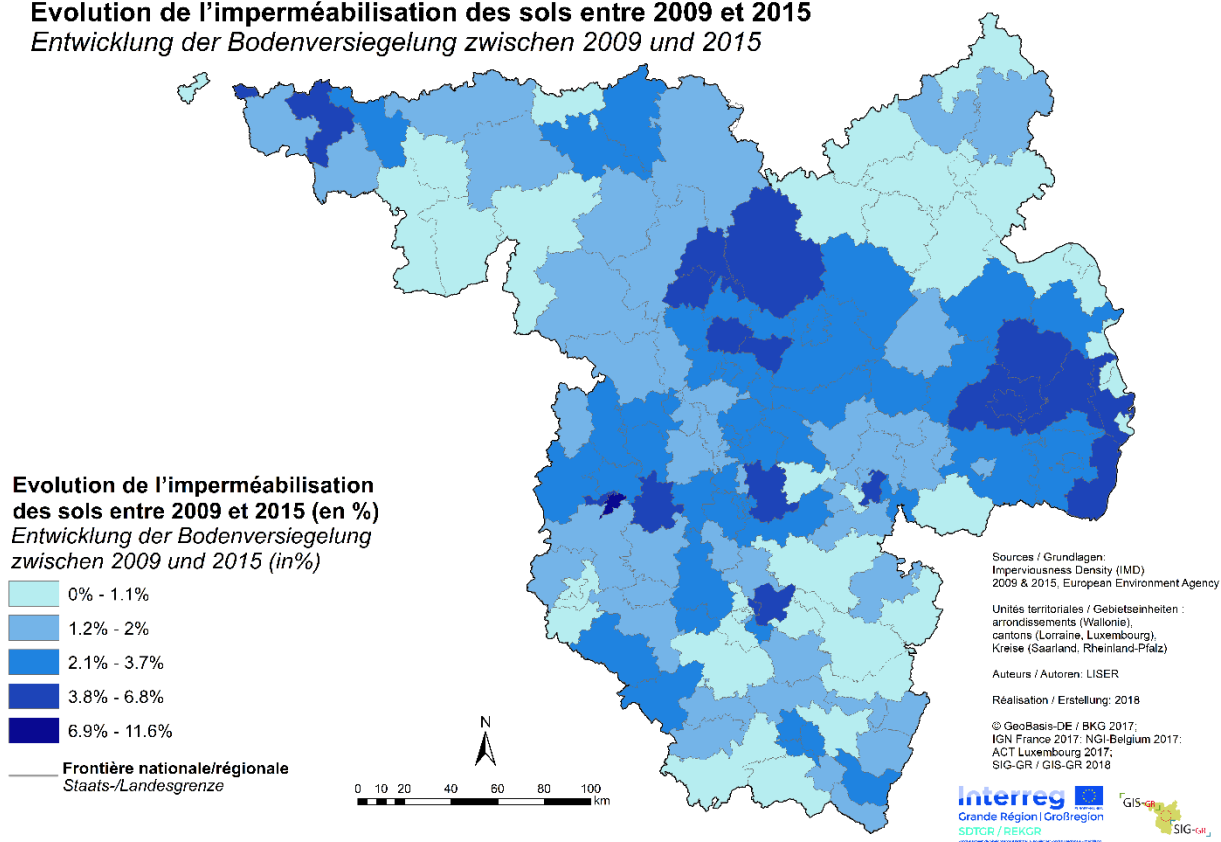 Evolution de l’imperméabilisation des sols entre 2009 et 2015
Entwicklung der Bodenversiegelung zwischen 2009 und 2015
Evolution de l’imperméabilisation
des sols entre 2009 et 2015 (en %)
Entwicklung der Bodenversiegelung
zwischen 2009 und 2015 (in%)
0% - 1.1%
1.2% - 2%
2.1% - 3.7%
3.8% - 6.8%
6.9% - 11.6%
Frontière nationale/régionale
Staats-/Landesgrenze
N
0 10 20 40 60 80 100
km
Sources / Grundlagen:
Imperviousness Density (IMD)
2009 & 2015, European Environment Agency
Unités territoriales / Gebietseinheiten :
arrondissements (Wallonie),
cantons (Lorraine, Luxembourg),
Kreise (Saarland, Rheinland-Pfalz)
Auteurs / Autoren: LISER
Réalisation / Erstellung: 2018
© GeoBasis-DE / BKG 2017;
IGN France 2017; NGI-Belgium 2017;
ACT Luxembourg 2017;
SIG-GR / GIS-GR 2018
Interreg
Grande Région | Großregion
SDTGR / REKGR
GIS-GR
SIG-GR